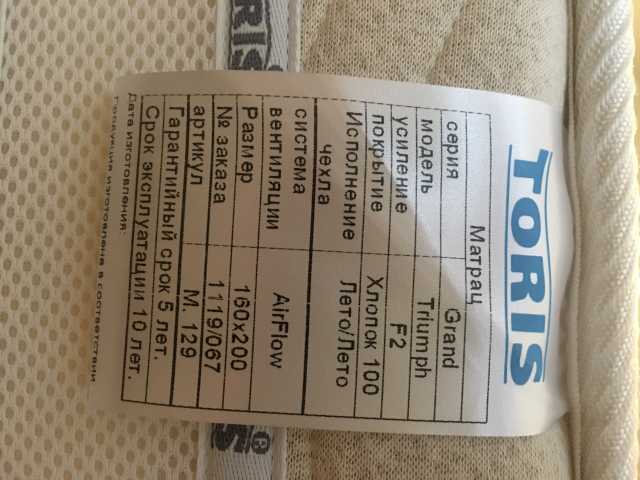 TORIS
Матрац
серия Grand
модель Triumph
усиление F2
покрытие Хлопок 100
Исполнение чехла Лето/Лето
система вентиляции AirFlow
Размер 160x200
№ заказа 1119/067
артикул М. 129
Гарантийный срок 5 лет.
Срок эксплуатации 10 лет.
Дата изготовления:
Продукция изготовлена в соответствии